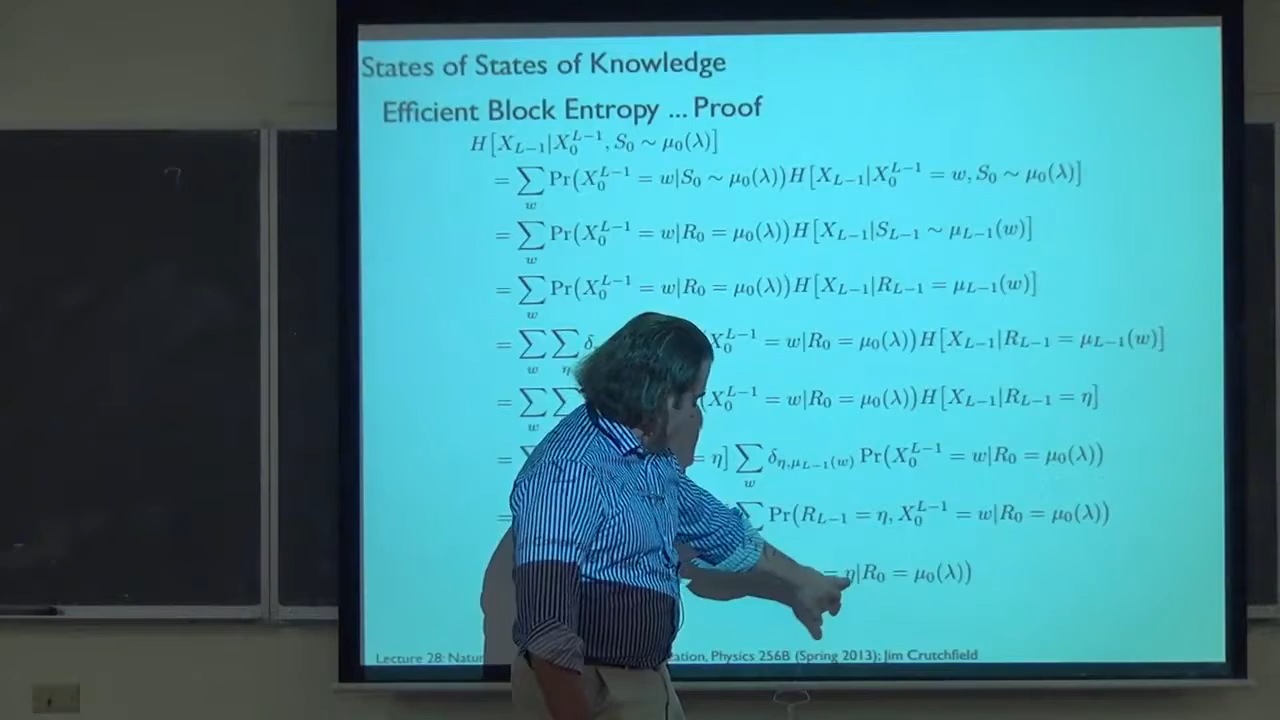 States of States of Knowledge
Efficient Block Entropy ... Proof
H[X_{L−1}|X_0^{L−1}, S_0 ∼ μ_0(λ)]
= ∑_w Pr(X_0^{L−1} = w|S_0 ∼ μ_0(λ))H[X_{L−1}|X_0^{L−1} = w, S_0 ∼ μ_0(λ)]
= ∑_w Pr(X_0^{L−1} = w|R_0 = μ_0(λ))H[X_{L−1}|S_{L−1} ∼ μ_{L−1}(w)]
= ∑_w Pr(X_0^{L−1} = w|R_0 = μ_0(λ))H[X_{L−1}|R_{L−1} = μ_{L−1}(w)]
= ∑_w ∑_η δ X_0^{L−1} = w|R_0 = μ_0(λ))H[X_{L−1}|R_{L−1} = μ_{L−1}(w)]
= ∑_w ∑ (X_0^{L−1} = w|R_0 = μ_0(λ))H[X_{L−1}|R_{L−1} = η]
= = η] ∑_w δ_{η,μ_{L−1}(w)} Pr(X_0^{L−1} = w|R_0 = μ_0(λ))
= ∑ Pr(R_{L−1} = η, X_0^{L−1} = w|R_0 = μ_0(λ))
= η|R_0 = μ_0(λ))
Lecture 28: Physics 256B (Spring 2013); Jim Crutchfield